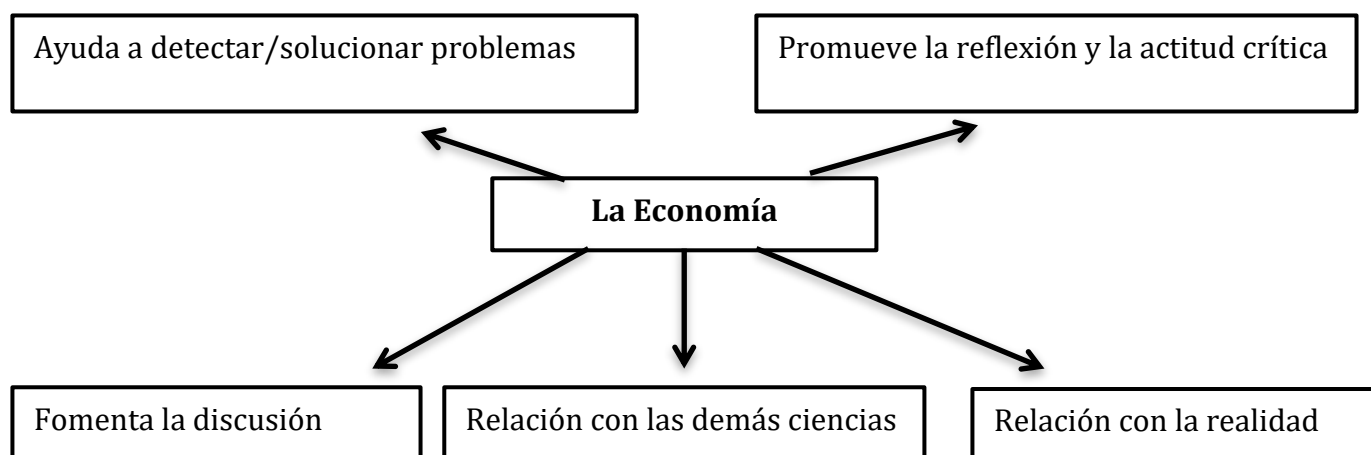 Ayuda a detectar/solucionar problemas
Promueve la reflexión y la actitud crítica
La Economía
Fomenta la discusión
Relación con las demás ciencias
Relación con la realidad